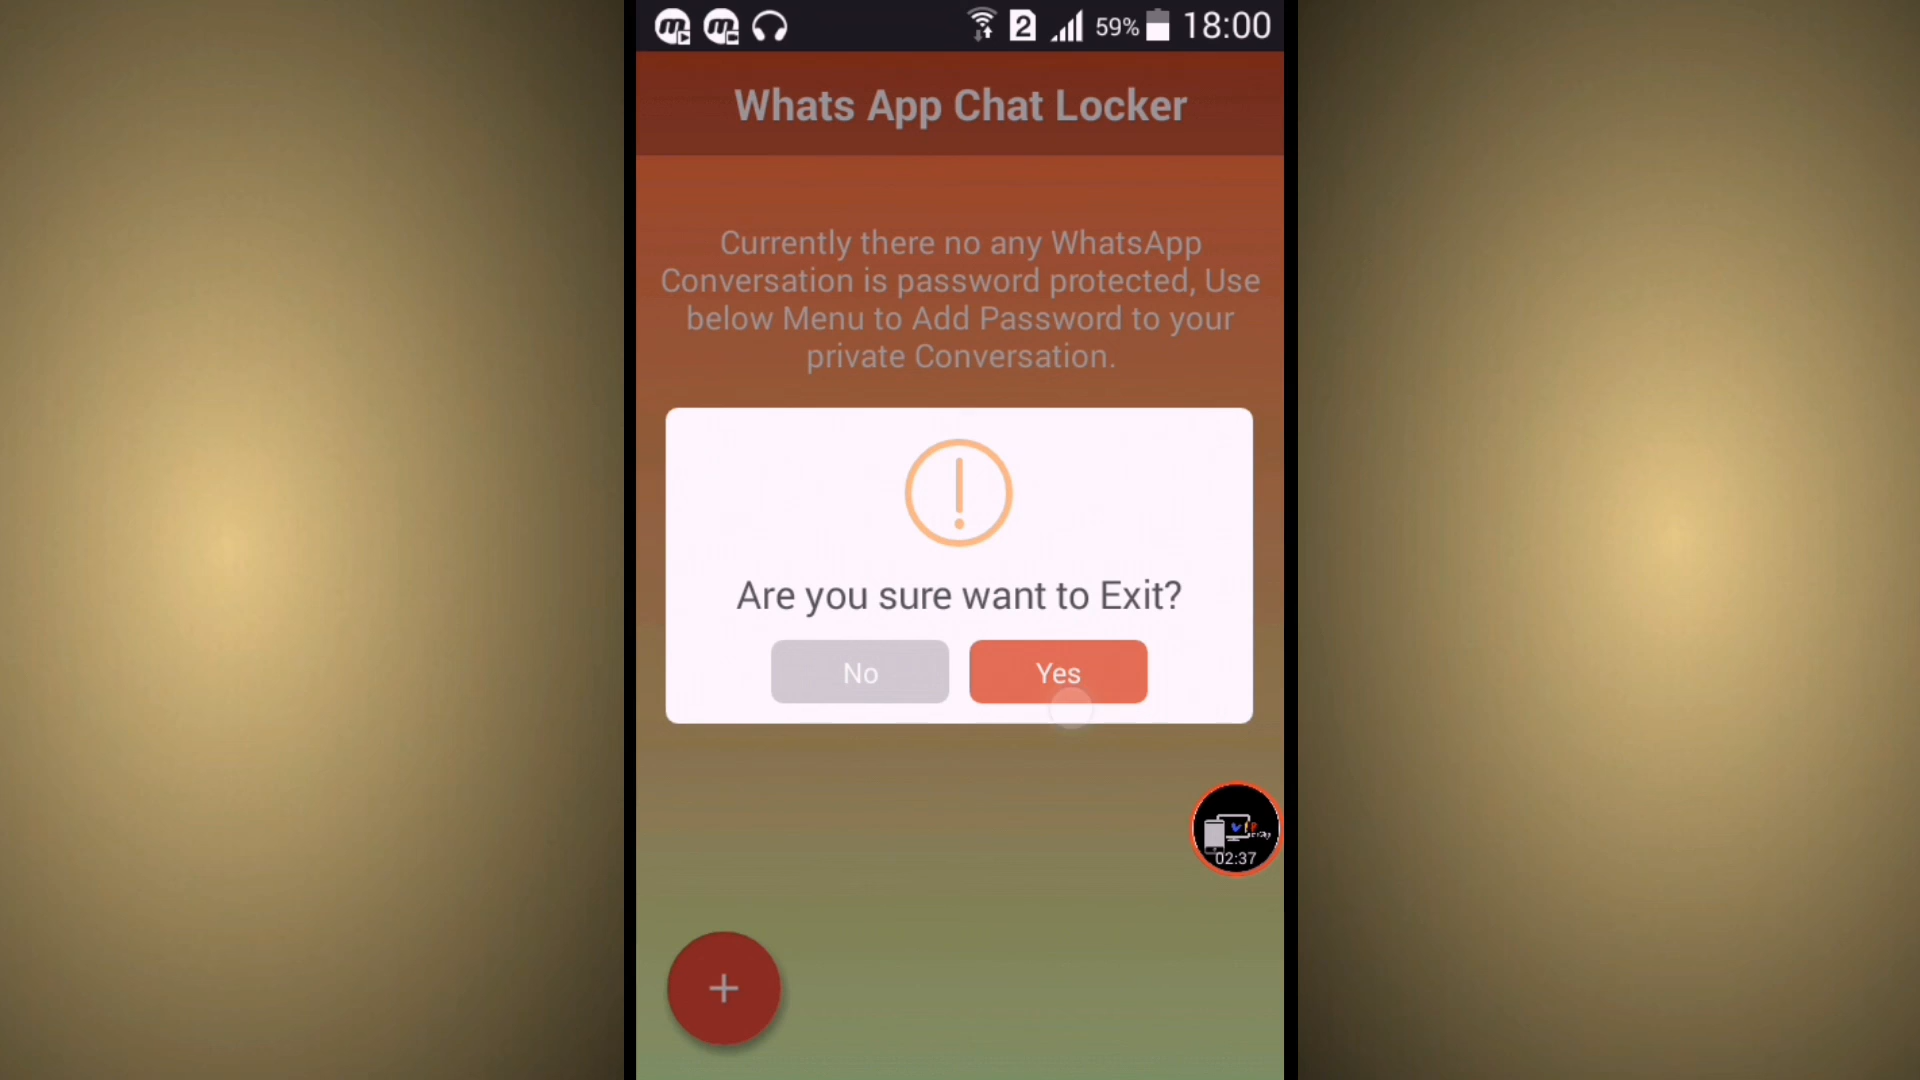 2 59% 18:00
Whats App Chat Locker
Currently there no any WhatsApp
Conversation is password protected, Use
below Menu to Add Password to your
private Conversation.
Are you sure want to Exit?
No Yes
02:37